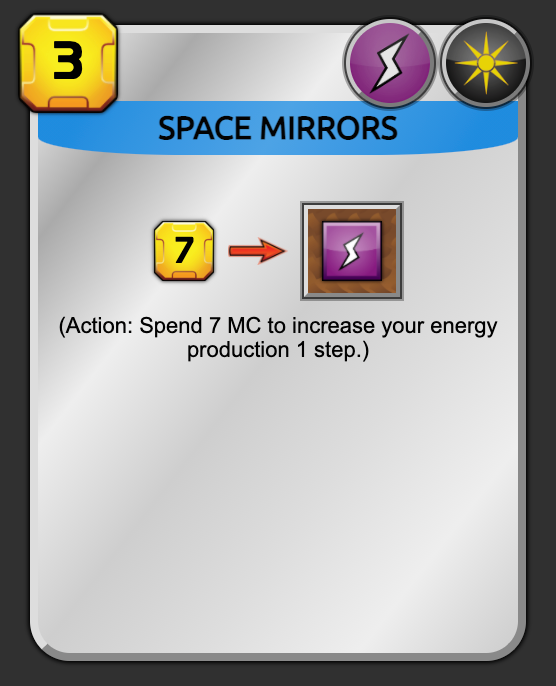 3
SPACE MIRRORS
7
(Action: Spend 7 MC to increase your energy
production 1 step.)